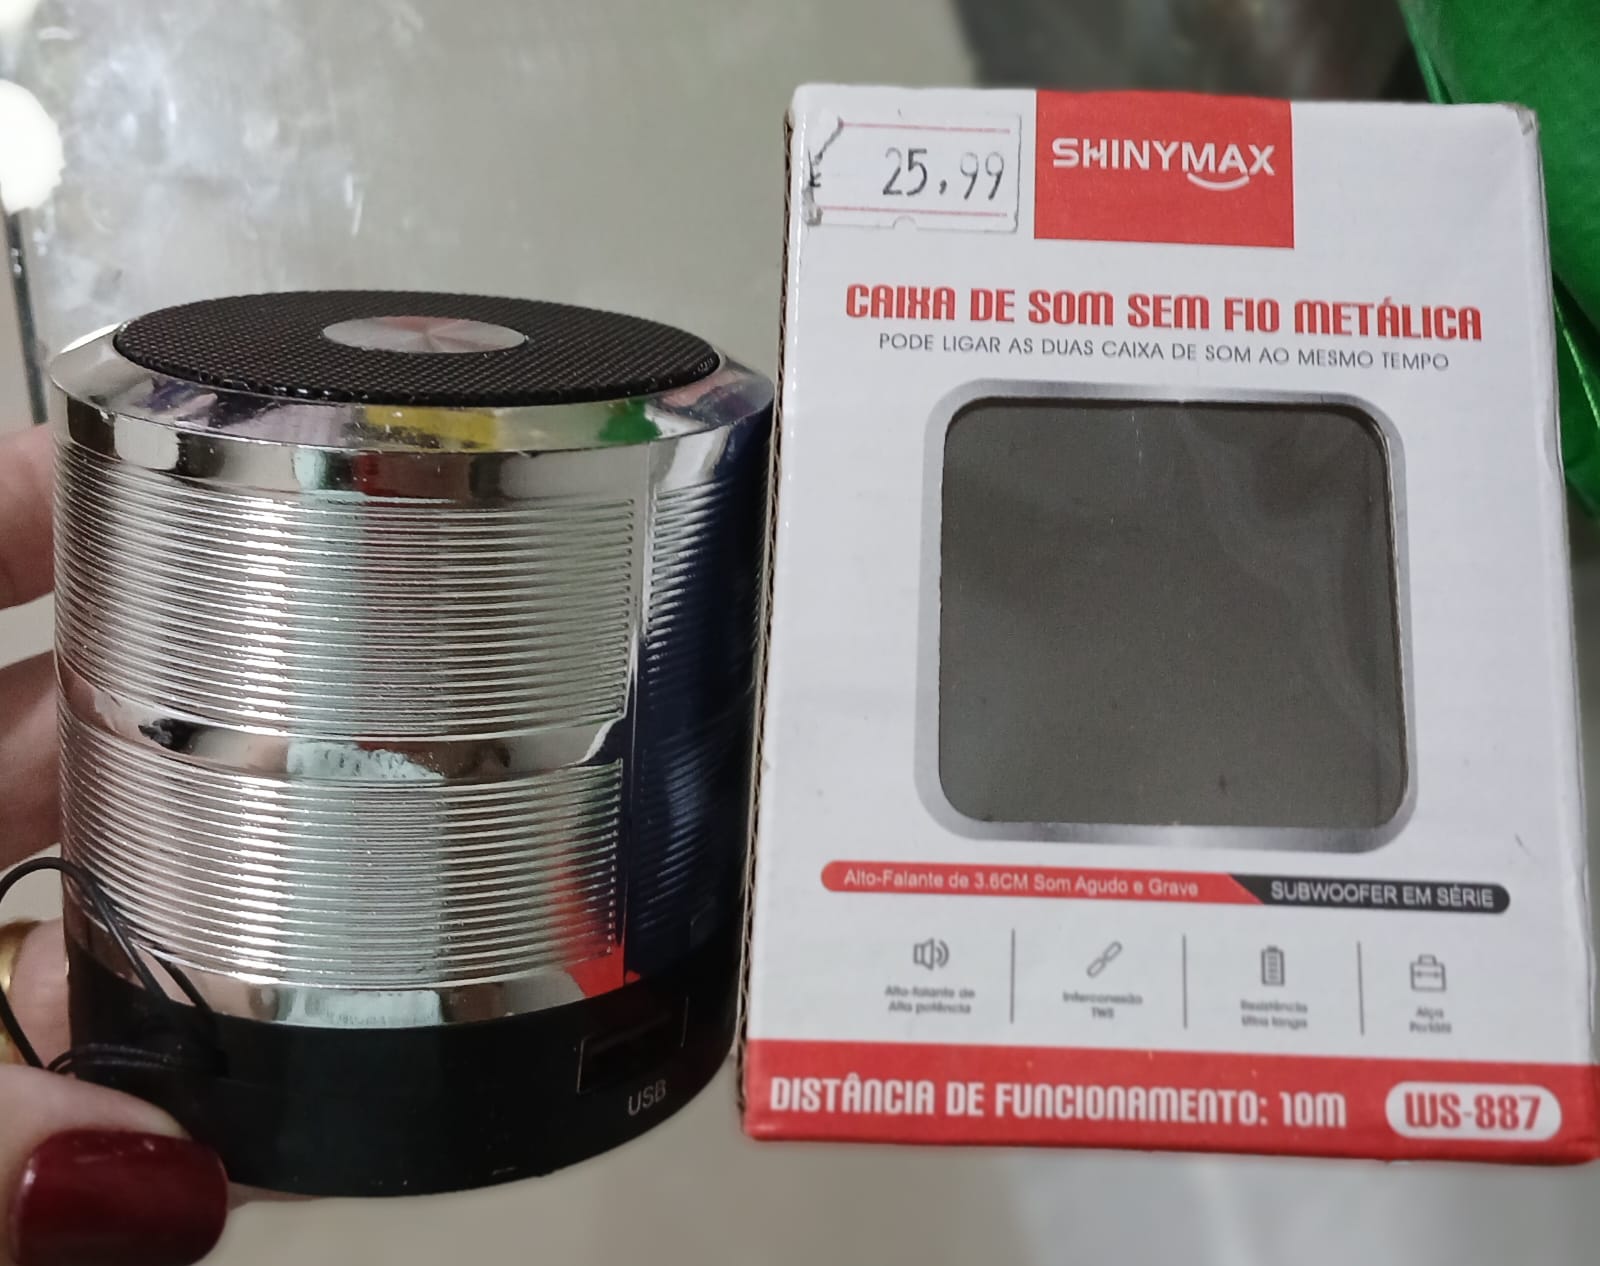 25,99
SHINYMAX
CAIXA DE SOM SEM FIO METÁLICA
PODE LIGAR AS DUAS CAIXA DE SOM AO MESMO TEMPO
Alto-Falante de 3.6CM Som Agudo e Grave
SUBWOOFER EM SÉRIE
Alto-falante de
Alta potência
Interconexão
TWS
Resistência
Ultra longa
Alça
DISTÂNCIA DE FUNCIONAMENTO: 10M
WS-887
USB